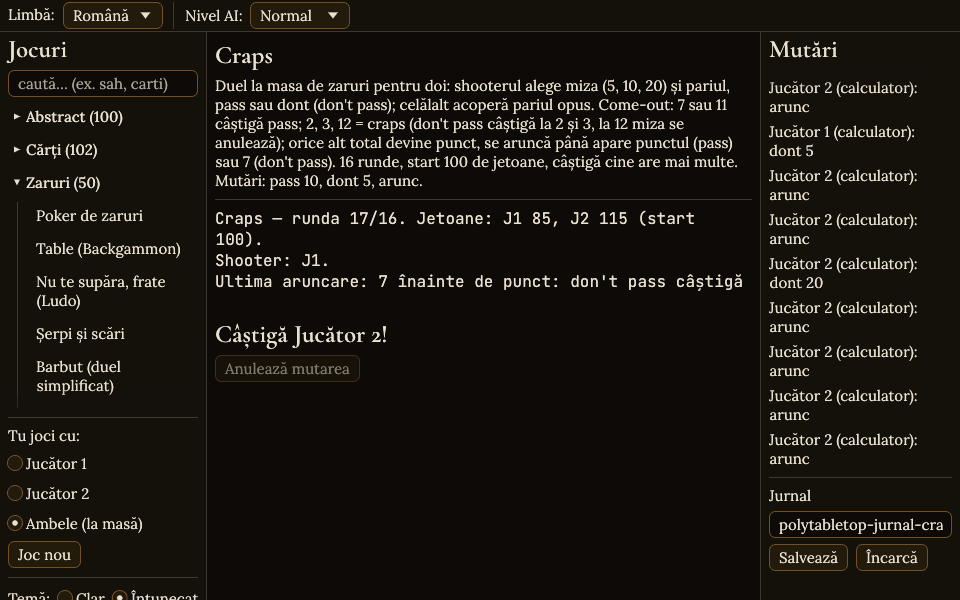 Limbă: Română ▼ Nivel AI: Normal ▼
Jocuri
caută... (ex. sah, carti)
▸ Abstract (100)
▸ Cărți (102)
▾ Zaruri (50)
Poker de zaruri
Table (Backgammon)
Nu te supăra, frate
(Ludo)
Șerpi și scări
Barbut (duel
simplificat)
Tu joci cu:
Jucător 1
Jucător 2
Ambele (la masă)
Joc nou
Temă: Clar Întunecat
Craps
Duel la masa de zaruri pentru doi: shooterul alege miza (5, 10, 20) și pariul,
pass sau dont (don't pass); celălalt acoperă pariul opus. Come-out: 7 sau 11
câștigă pass; 2, 3, 12 = craps (don't pass câștigă la 2 și 3, la 12 miza se
anulează); orice alt total devine punct, se aruncă până apare punctul (pass)
sau 7 (don't pass). 16 runde, start 100 de jetoane, câștigă cine are mai multe.
Mutări: pass 10, dont 5, arunc.
Craps — runda 17/16. Jetoane: J1 85, J2 115 (start
100).
Shooter: J1.
Ultima aruncare: 7 înainte de punct: don't pass câștigă
Câștigă Jucător 2!
Anulează mutarea
Mutări
Jucător 2 (calculator):
arunc
Jucător 1 (calculator):
dont 5
Jucător 2 (calculator):
arunc
Jucător 2 (calculator):
arunc
Jucător 2 (calculator):
dont 20
Jucător 2 (calculator):
arunc
Jucător 2 (calculator):
arunc
Jucător 2 (calculator):
arunc
Jucător 2 (calculator):
arunc
Jurnal
polytabletop-jurnal-cra
Salvează Încarcă